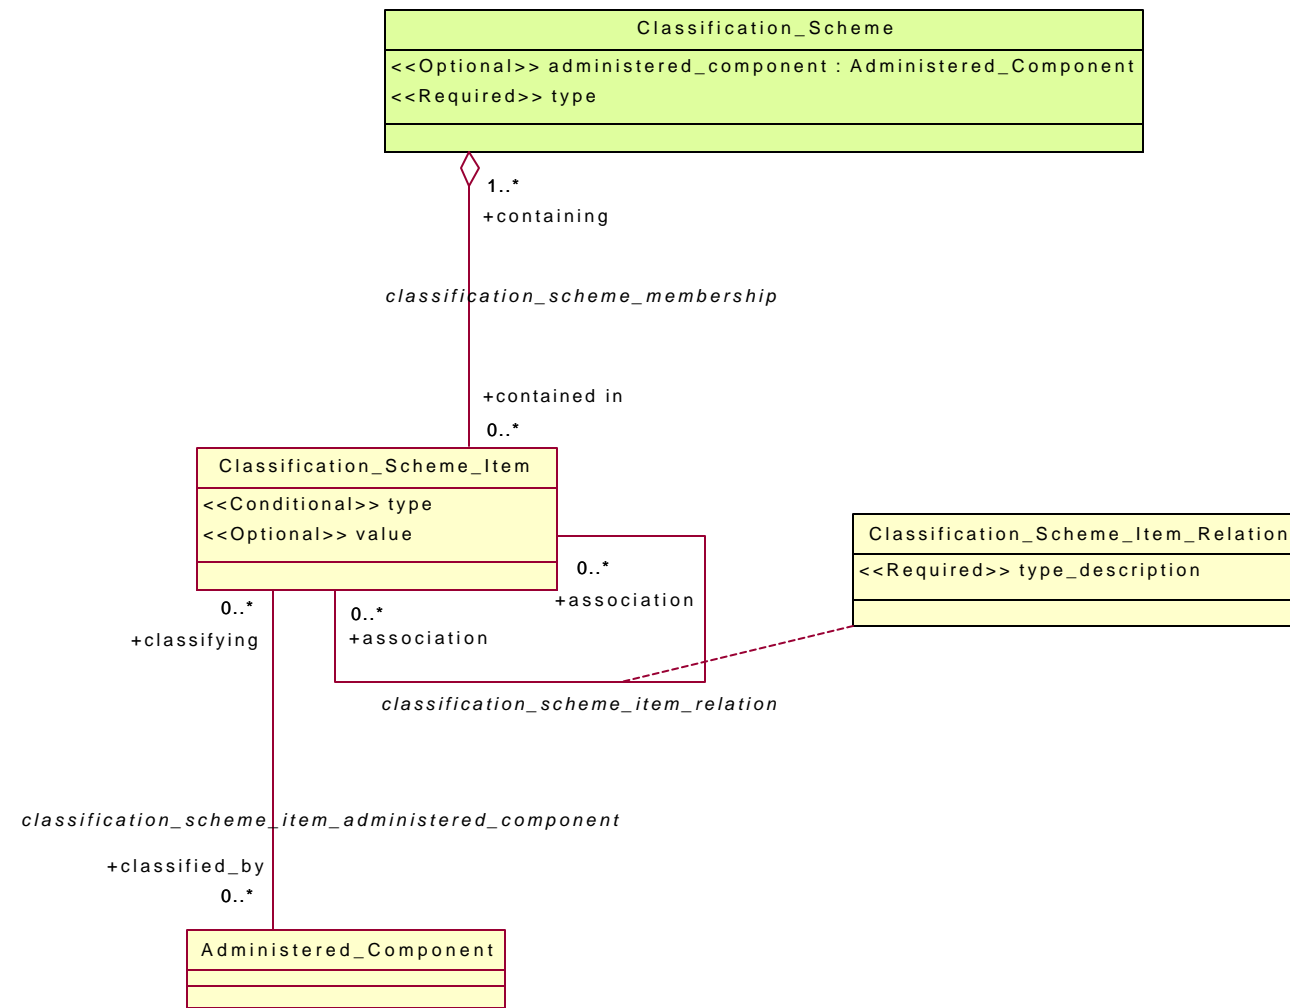 Classification_Scheme
<<Optional>> administered_component : Administered_Component
<<Required>> type
1..*
+containing
classification_scheme_membership
+contained in
0..*
Classification_Scheme_Item
<<Conditional>> type
<<Optional>> value
Classification_Scheme_Item_Relation
<<Required>> type_description
0..*
+association
0..*
+classifying
0..*
+association
classification_scheme_item_relation
classification_scheme_item_administered_component
+classified_by
0..*
Administered_Component